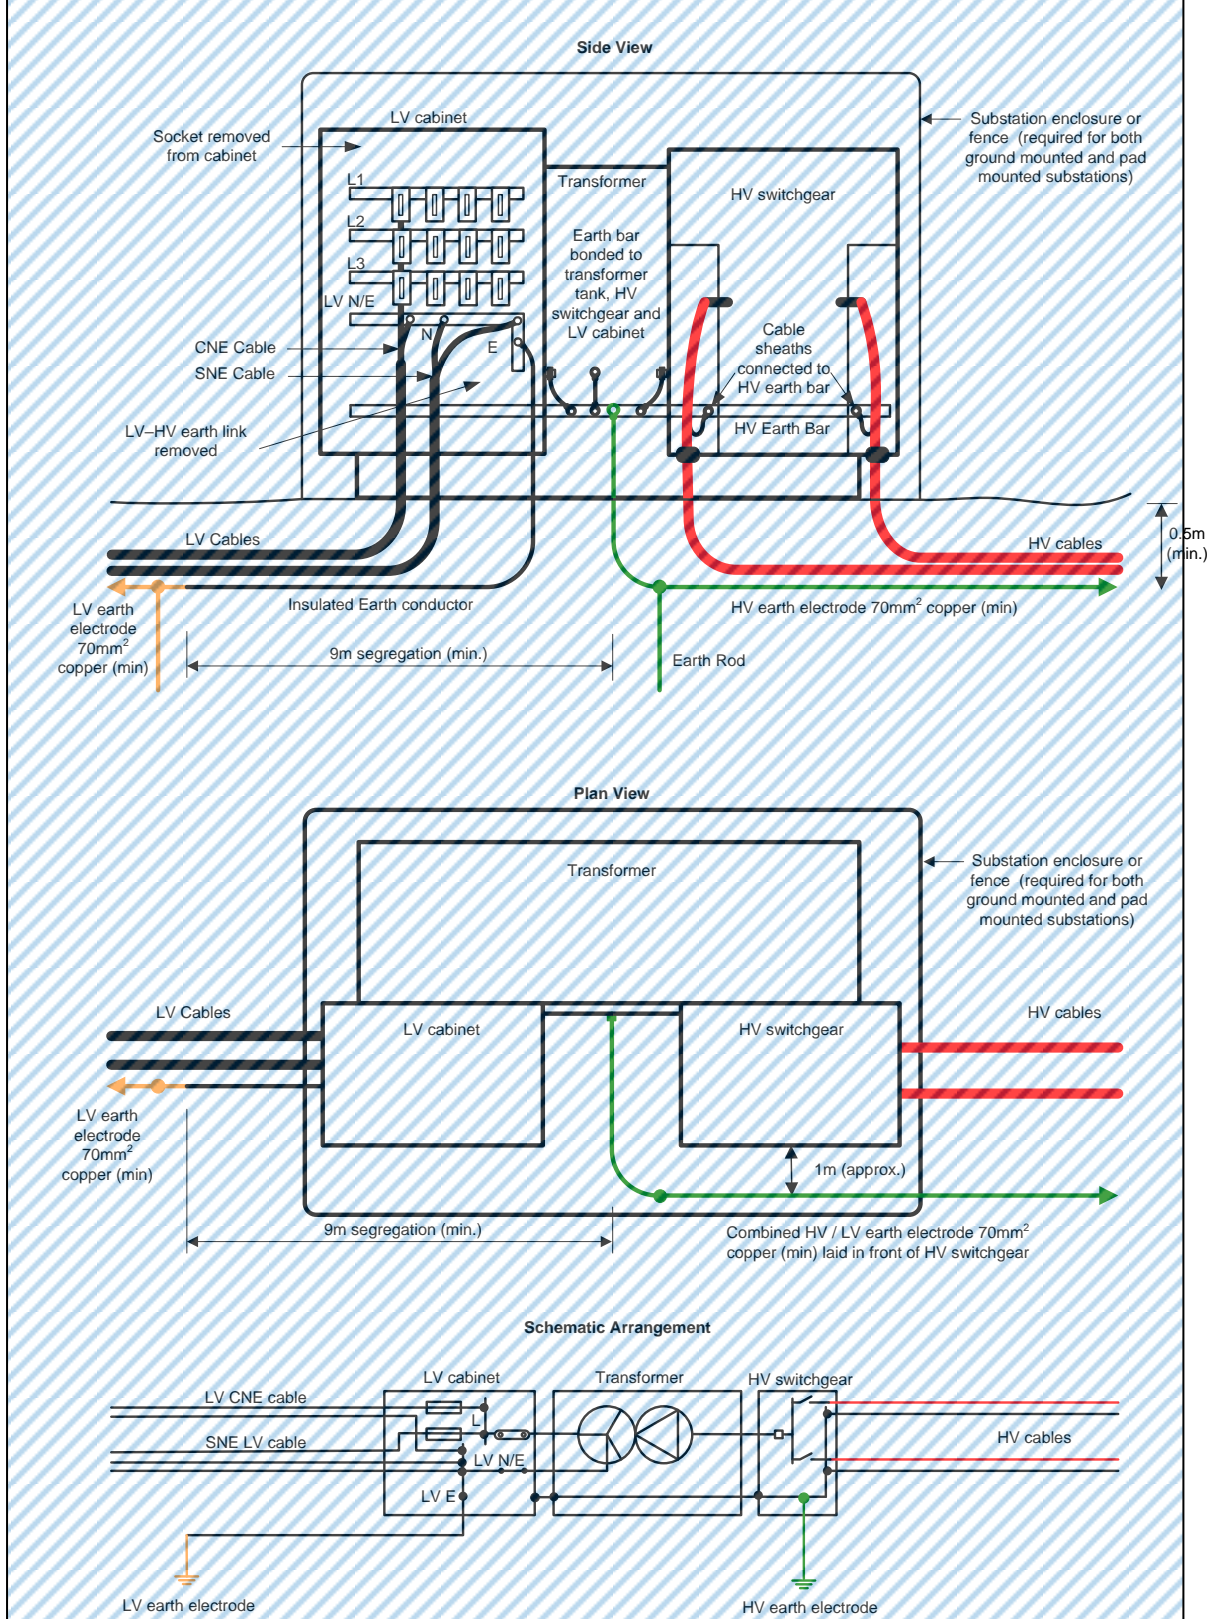 Side View
LV cabinet
Socket removed
from cabinet
Substation enclosure or
fence (required for both
ground mounted and pad
mounted substations)
Transformer
HV switchgear
L1
L2
L3
LV N/E
Earth bar
bonded to
transformer
tank, HV
switchgear and
LV cabinet
N
E
CNE Cable
SNE Cable
Cable
sheaths
connected to
HV earth bar
LV–HV earth link
removed
HV Earth Bar
LV Cables
HV cables
0.5m
(min.)
LV earth
electrode
70mm²
copper (min)
Insulated Earth conductor
HV earth electrode 70mm² copper (min)
9m segregation (min.)
Earth Rod
Plan View
Transformer
Substation enclosure or
fence (required for both
ground mounted and pad
mounted substations)
LV Cables
LV cabinet
HV switchgear
HV cables
LV earth
electrode
70mm²
copper (min)
1m (approx.)
9m segregation (min.)
Combined HV / LV earth electrode 70mm²
copper (min) laid in front of HV switchgear
Schematic Arrangement
LV cabinet
Transformer
HV switchgear
LV CNE cable
L
SNE LV cable
LV N/E
HV cables
LV E
LV earth electrode
HV earth electrode